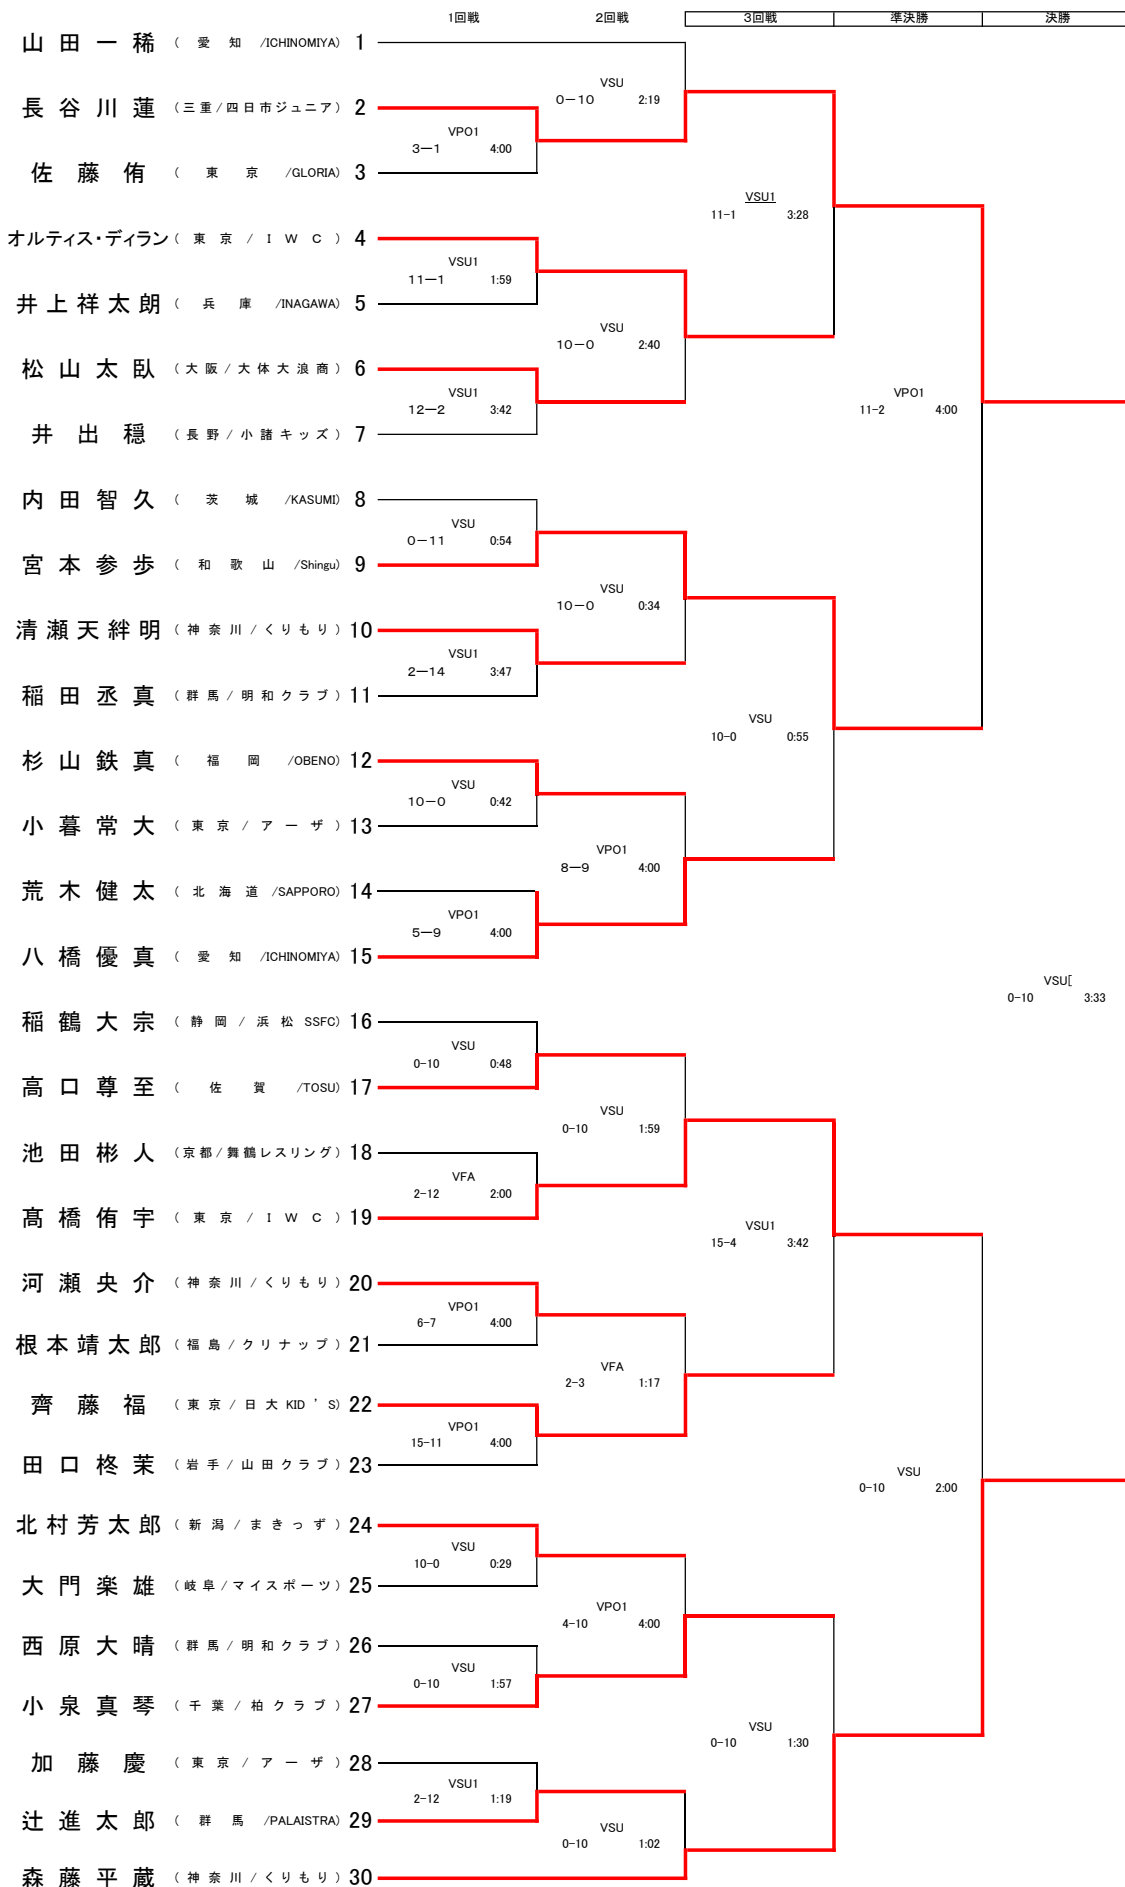 1回戦 2回戦 3回戦 準決勝 決勝
山田一稀 (愛知/ICHINOMIYA) 1
VSU
0－10 2:19
長谷川蓮 (三重/四日市ジュニア) 2
VPO1
3－1 4:00
佐藤侑 (東京/GLORIA) 3
VSU1
11-1 3:28
オルティス・ディラン (東京/IWC) 4
VSU1
11－1 1:59
井上祥太朗 (兵庫/INAGAWA) 5
VSU
10－0 2:40
松山太臥 (大阪/大体大浪商) 6
VSU1
12－2 3:42
VPO1
11-2 4:00
井出穏 (長野/小諸キッズ) 7
内田智久 (茨城/KASUMI) 8
VSU
0－11 0:54
宮本参歩 (和歌山/Shingu) 9
VSU
10－0 0:34
清瀬天絆明 (神奈川/くりもり) 10
VSU1
2－14 3:47
稲田丞真 (群馬/明和クラブ) 11
VSU
10-0 0:55
杉山鉄真 (福岡/OBENO) 12
VSU
10－0 0:42
小暮常大 (東京/アーザ) 13
VPO1
8－9 4:00
荒木健太 (北海道/SAPPORO) 14
VPO1
5－9 4:00
八橋優真 (愛知/ICHINOMIYA) 15
VSU[
0-10 3:33
稲鶴大宗 (静岡/浜松SSFC) 16
VSU
0-10 0:48
高口尊至 (佐賀/TOSU) 17
VSU
0-10 1:59
池田彬人 (京都/舞鶴レスリング) 18
VFA
2-12 2:00
髙橋侑宇 (東京/IWC) 19
VSU1
15-4 3:42
河瀬央介 (神奈川/くりもり) 20
VPO1
6-7 4:00
根本靖太郎 (福島/クリナップ) 21
VFA
2-3 1:17
齊藤福 (東京/日大KID'S) 22
VPO1
15-11 4:00
田口柊茉 (岩手/山田クラブ) 23
VSU
0-10 2:00
北村芳太郎 (新潟/まきっず) 24
VSU
10-0 0:29
大門楽雄 (岐阜/マイスポーツ) 25
VPO1
4-10 4:00
西原大晴 (群馬/明和クラブ) 26
VSU
0-10 1:57
小泉真琴 (千葉/柏クラブ) 27
VSU
0-10 1:30
加藤慶 (東京/アーザ) 28
VSU1
2-12 1:19
辻進太郎 (群馬/PALAISTRA) 29
VSU
0-10 1:02
森藤平蔵 (神奈川/くりもり) 30